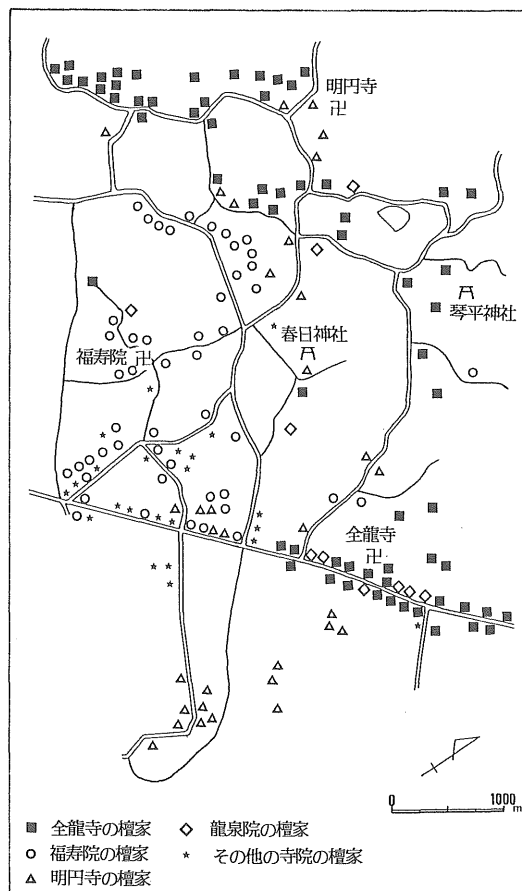 明円寺
卍
琴平神社
春日神社
福寿院 卍
全龍寺
卍
0 1000
m
全龍寺の檀家
龍泉院の檀家
福寿院の檀家
その他の寺院の檀家
明円寺の檀家